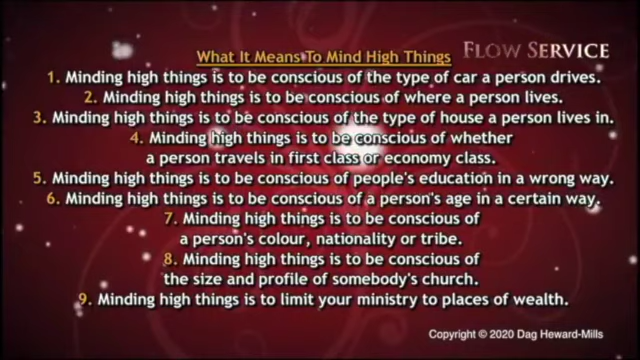 What It Means To Mind High Things
FLOW SERVICE
1. Minding high things is to be conscious of the type of car a person drives.
2. Minding high things is to be conscious of where a person lives.
3. Minding high things is to be conscious of the type of house a person lives in.
4. Minding high things is to be conscious of whether
a person travels in first class or economy class.
5. Minding high things is to be conscious of people's education in a wrong way.
6. Minding high things is to be conscious of a person's age in a certain way.
7. Minding high things is to be conscious of
a person's colour, nationality or tribe.
8. Minding high things is to be conscious of
the size and profile of somebody's church.
9. Minding high things is to limit your ministry to places of wealth.
Copyright © 2020 Dag Heward-Mills